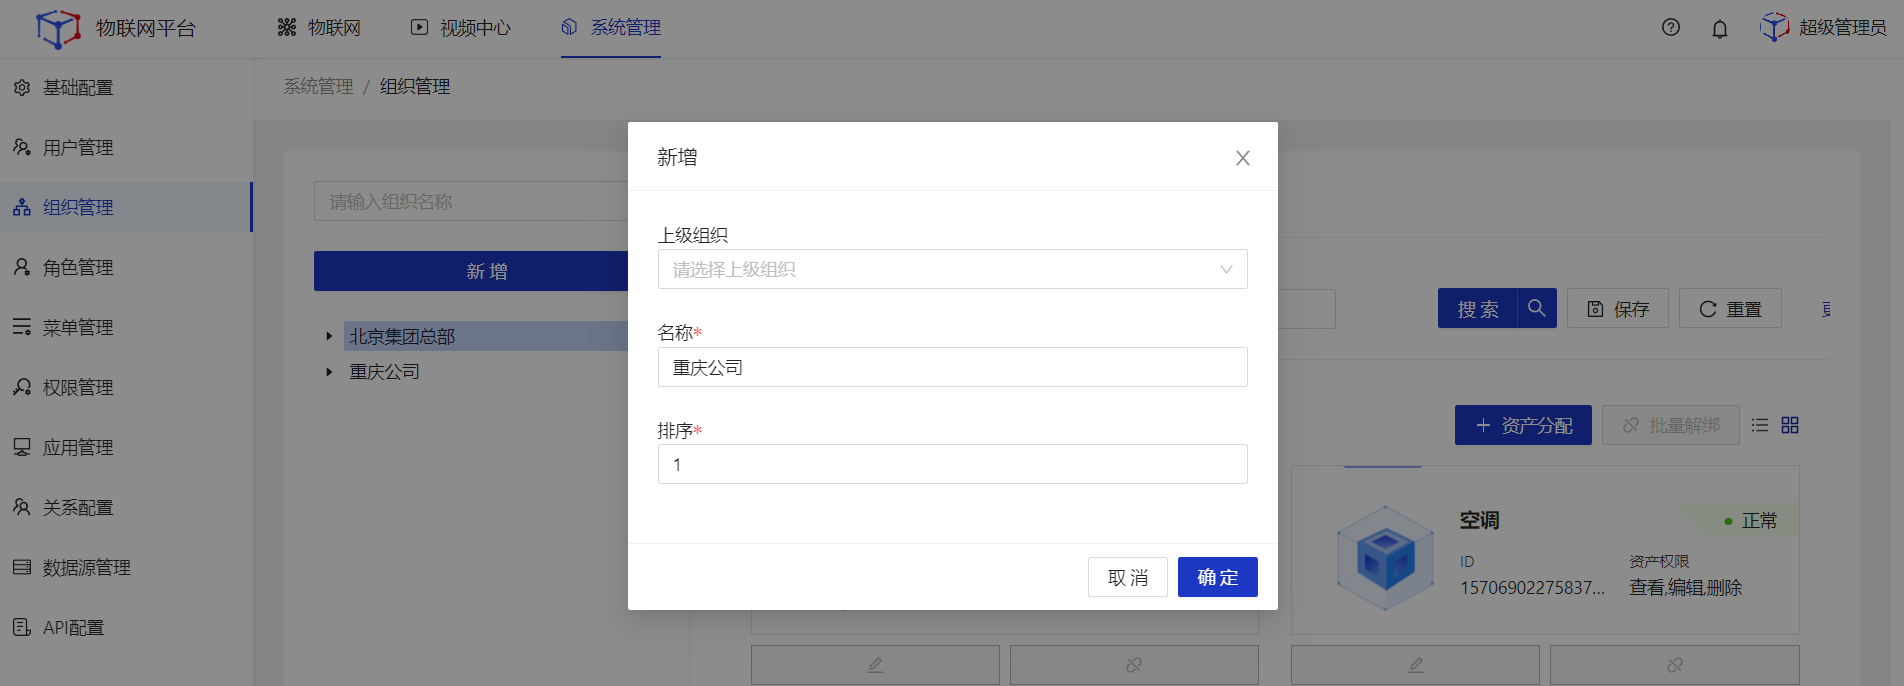 物联网平台
物联网
视频中心
系统管理
超级管理员
基础配置
用户管理
组织管理
角色管理
菜单管理
权限管理
应用管理
关系配置
数据源管理
API配置
系统管理 / 组织管理
请输入组织名称
新增
北京集团总部
重庆公司
新增
上级组织
请选择上级组织
名称*
重庆公司
排序*
1
取消
确定
搜索
保存
重置
资产分配
批量解绑
空调
正常
ID
资产权限
15706902275837...
查看,编辑,删除